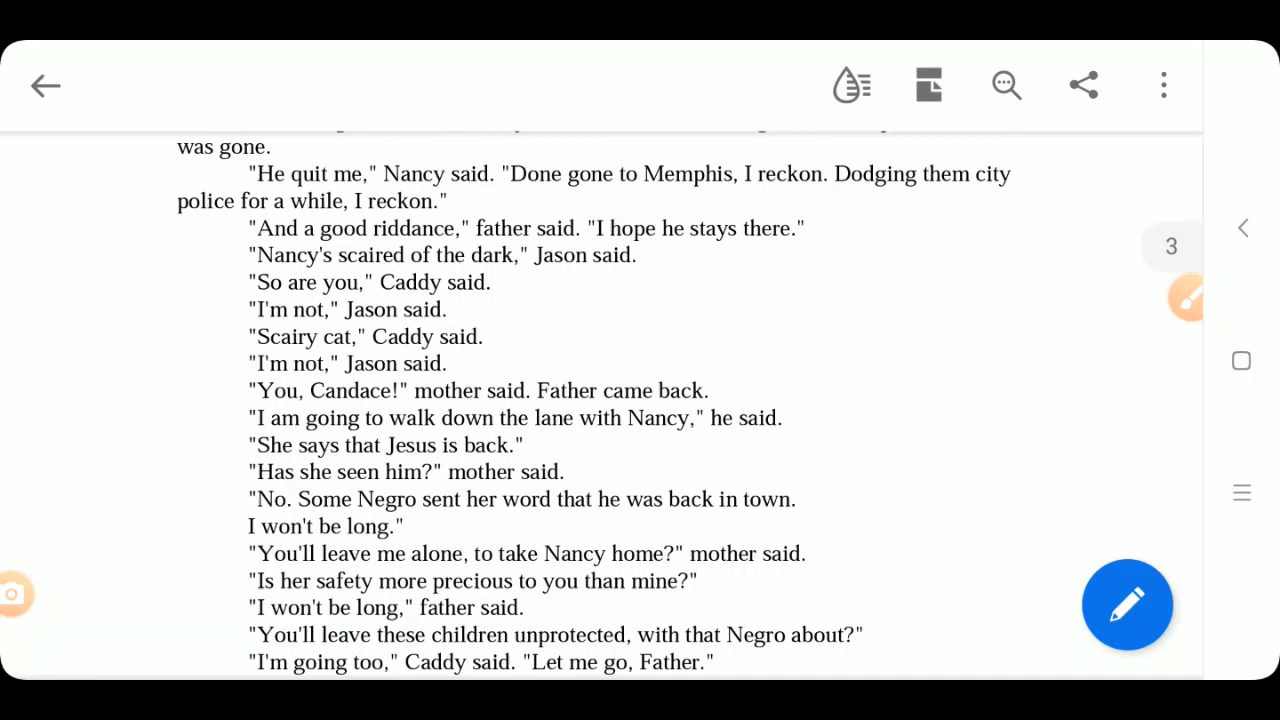 was gone.
"He quit me," Nancy said. "Done gone to Memphis, I reckon. Dodging them city
police for a while, I reckon."
"And a good riddance," father said. "I hope he stays there."
"Nancy's scaired of the dark," Jason said.
"So are you," Caddy said.
"I'm not," Jason said.
"Scairy cat," Caddy said.
"I'm not," Jason said.
"You, Candace!" mother said. Father came back.
"I am going to walk down the lane with Nancy," he said.
"She says that Jesus is back."
"Has she seen him?" mother said.
"No. Some Negro sent her word that he was back in town.
I won't be long."
"You'll leave me alone, to take Nancy home?" mother said.
"Is her safety more precious to you than mine?"
"I won't be long," father said.
"You'll leave these children unprotected, with that Negro about?"
"I'm going too," Caddy said. "Let me go, Father."
3